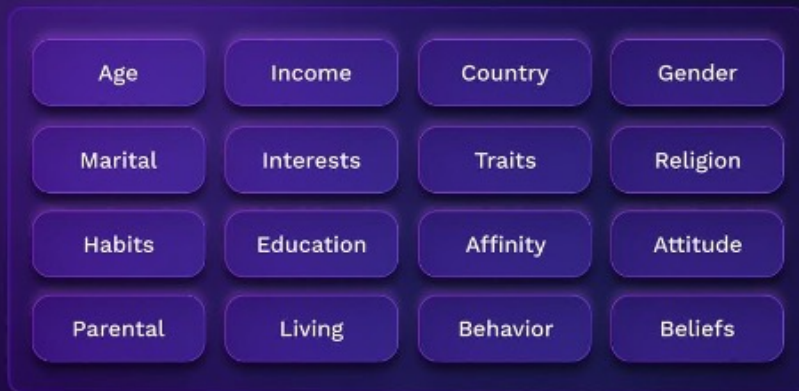 Age Income Country Gender
Marital Interests Traits Religion
Habits Education Affinity Attitude
Parental Living Behavior Beliefs